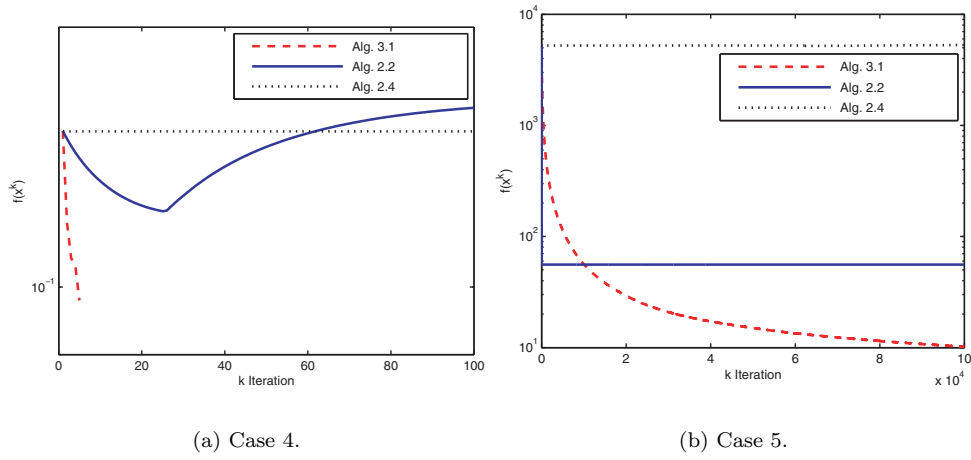 Alg. 3.1
Alg. 2.2
Alg. 2.4
f(x^k)
10^-1
0 20 40 60 80 100
k Iteration
(a) Case 4.
10^4
10^3
10^2
10^1
Alg. 3.1
Alg. 2.2
Alg. 2.4
f(x^k)
0 2 4 6 8 10
k Iteration
x 10^4
(b) Case 5.